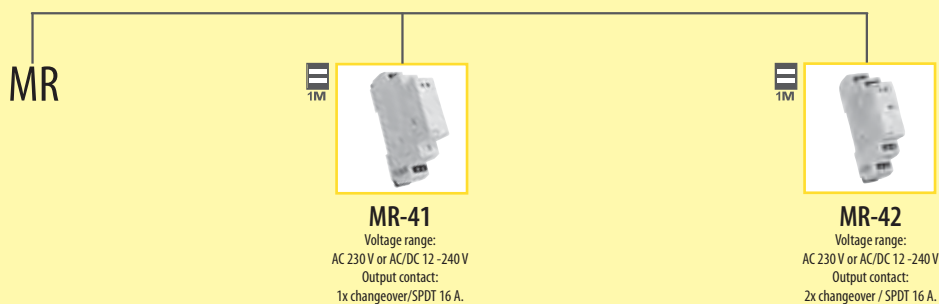 MR
1M
MR-41
Voltage range:
AC 230 V or AC/DC 12 -240 V
Output contact:
1x changeover/SPDT 16 A.
1M
MR-42
Voltage range:
AC 230 V or AC/DC 12 -240 V
Output contact:
2x changeover / SPDT 16 A.